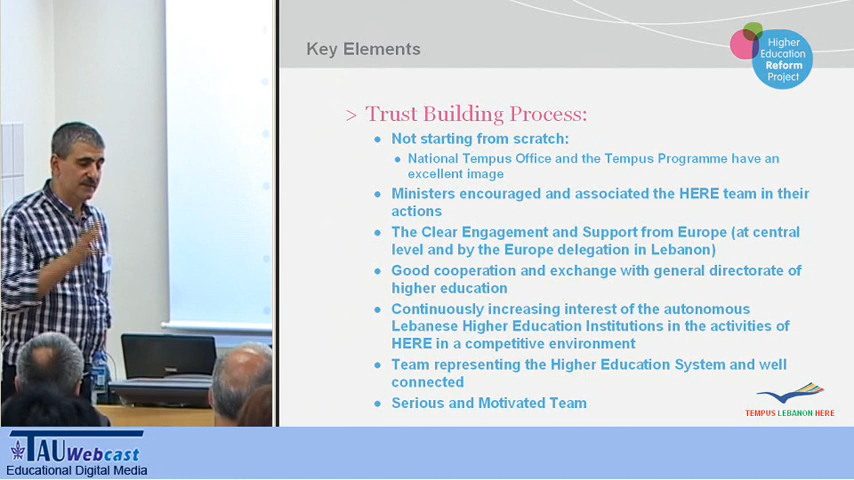 Key Elements
Higher
Education
Reform
Project
> Trust Building Process:
• Not starting from scratch:
• National Tempus Office and the Tempus Programme have an
excellent image
• Ministers encouraged and associated the HERE team in their
actions
• The Clear Engagement and Support from Europe (at central
level and by the Europe delegation in Lebanon)
• Good cooperation and exchange with general directorate of
higher education
• Continuously increasing interest of the autonomous
Lebanese Higher Education Institutions in the activities of
HERE in a competitive environment
• Team representing the Higher Education System and well
connected
• Serious and Motivated Team
TEMPUS LEBANON HERE
TAU Webcast
Educational Digital Media